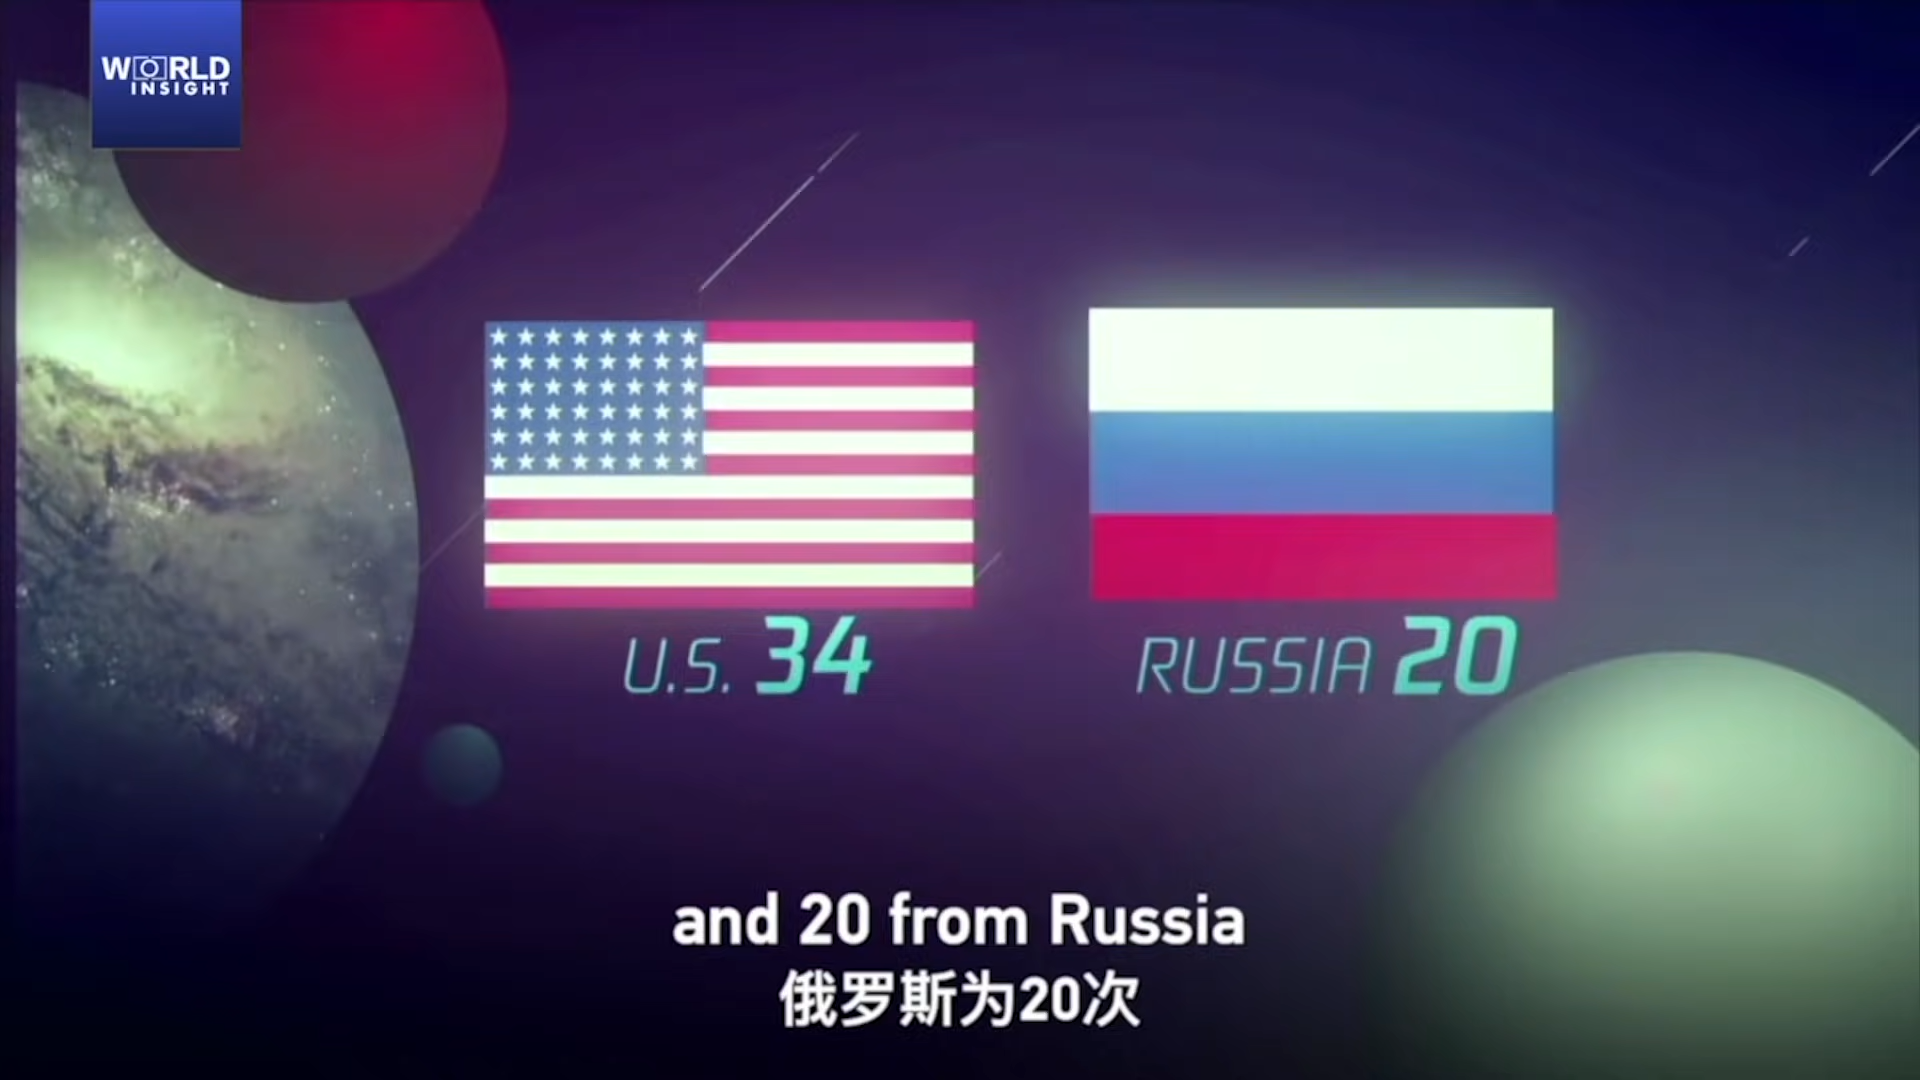 WORLD
INSIGHT
U.S. 34
RUSSIA 20
and 20 from Russia
俄罗斯为20次